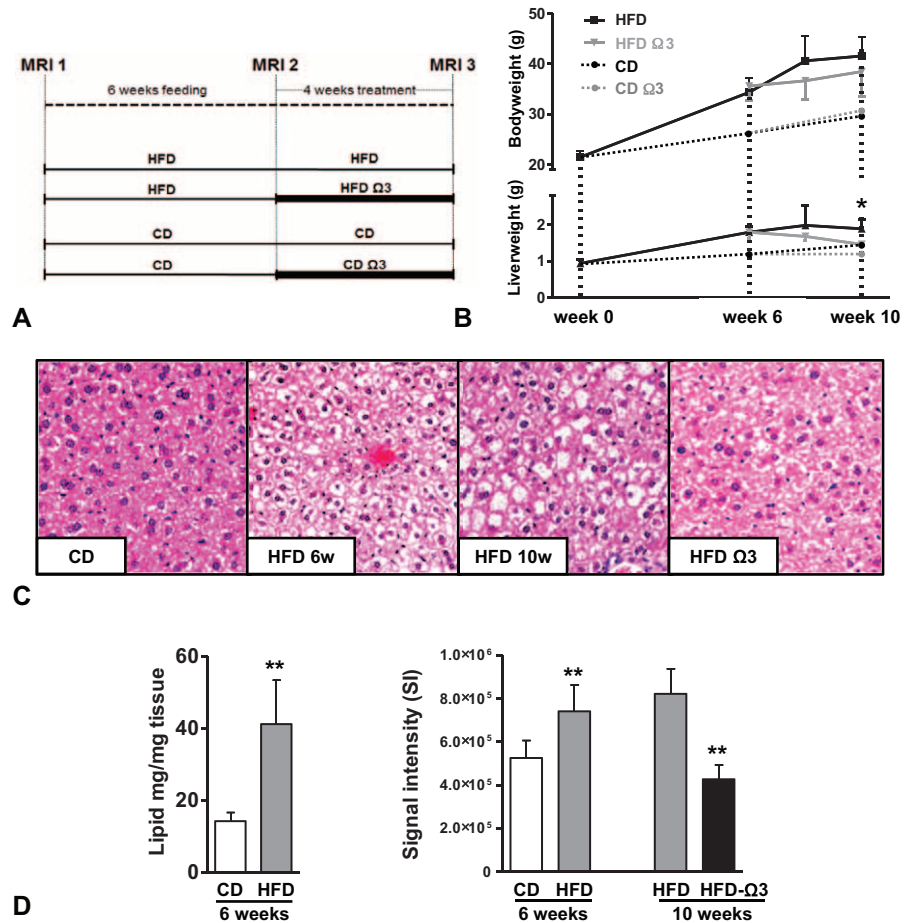 MRI 1 MRI 2 MRI 3
6 weeks feeding 4 weeks treatment
HFD HFD
HFD HFD Ω3
CD CD
CD CD Ω3
A
Bodyweight (g)
50
40
30
20
HFD
HFD Ω3
CD
CD Ω3
Liverweight (g)
2
1
0
*
week 0 week 6 week 10
B
CD HFD 6w HFD 10w HFD Ω3
C
Lipid mg/mg tissue
60
40
20
0
**
CD HFD
6 weeks
Signal intensity (SI)
1.0×10⁶
8.0×10⁵
6.0×10⁵
4.0×10⁵
2.0×10⁵
0
**
**
CD HFD HFD HFD-Ω3
6 weeks 10 weeks
D